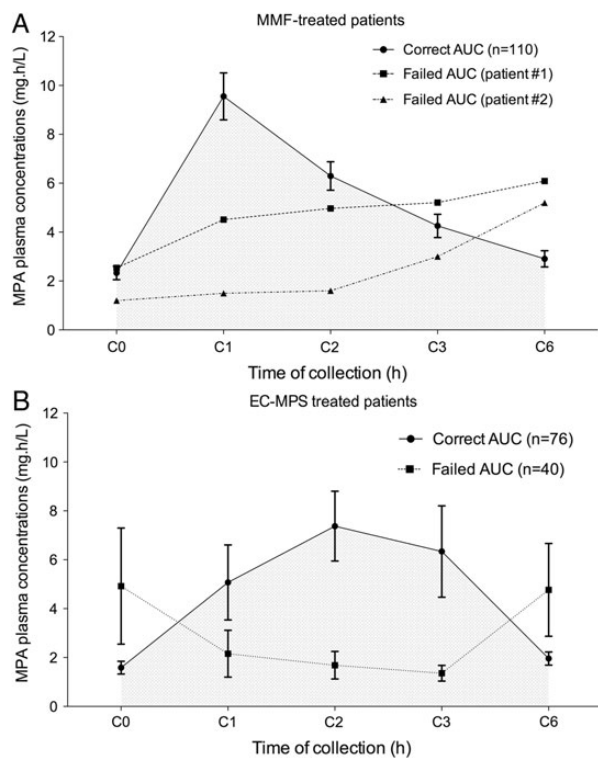 A
MMF-treated patients
MPA plasma concentrations (mg.h/L)
12
10
8
6
4
2
0
Correct AUC (n=110)
Failed AUC (patient #1)
Failed AUC (patient #2)
C0 C1 C2 C3 C6
Time of collection (h)
B
EC-MPS treated patients
MPA plasma concentrations (mg.h/L)
12
10
8
6
4
2
0
Correct AUC (n=76)
Failed AUC (n=40)
C0 C1 C2 C3 C6
Time of collection (h)